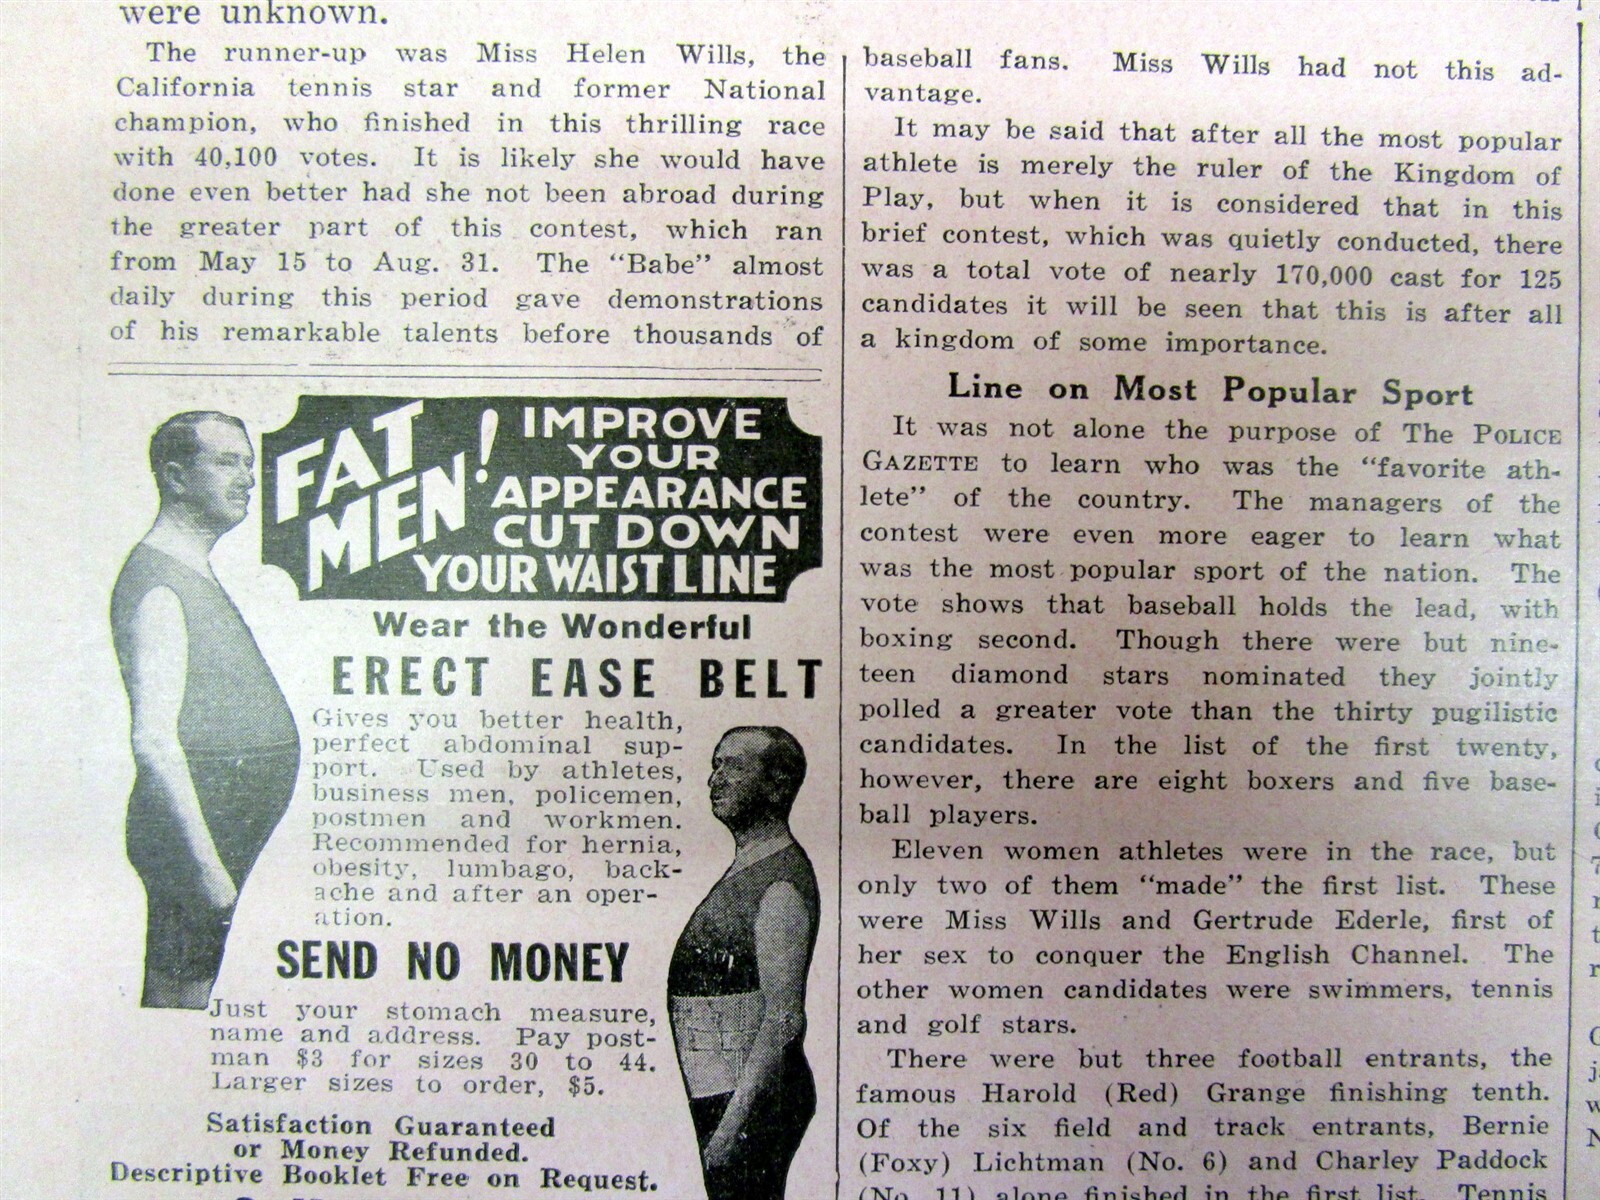 were unknown.
The runner-up was Miss Helen Wills, the
California tennis star and former National
champion, who finished in this thrilling race
with 40,100 votes. It is likely she would have
done even better had she not been abroad during
the greater part of this contest, which ran
from May 15 to Aug. 31. The "Babe" almost
daily during this period gave demonstrations
of his remarkable talents before thousands of
FAT MEN!
IMPROVE
YOUR
APPEARANCE
CUT DOWN
YOUR WAIST LINE
Wear the Wonderful
ERECT EASE BELT
Gives you better health,
perfect abdominal sup-
port. Used by athletes,
business men, policemen,
postmen and workmen.
Recommended for hernia,
obesity, lumbago, back-
ache and after an oper-
ation.
SEND NO MONEY
Just your stomach measure,
name and address. Pay post-
man $3 for sizes 30 to 44.
Larger sizes to order, $5.
Satisfaction Guaranteed
or Money Refunded.
Descriptive Booklet Free on Request.
baseball fans. Miss Wills had not this ad-
vantage.
It may be said that after all the most popular
athlete is merely the ruler of the Kingdom of
Play, but when it is considered that in this
brief contest, which was quietly conducted, there
was a total vote of nearly 170,000 cast for 125
candidates it will be seen that this is after all
a kingdom of some importance.
Line on Most Popular Sport
It was not alone the purpose of The POLICE
GAZETTE to learn who was the "favorite ath-
lete" of the country. The managers of the
contest were even more eager to learn what
was the most popular sport of the nation. The
vote shows that baseball holds the lead, with
boxing second. Though there were but nine-
teen diamond stars nominated they jointly
polled a greater vote than the thirty pugilistic
candidates. In the list of the first twenty,
however, there are eight boxers and five base-
ball players.
Eleven women athletes were in the race, but
only two of them "made" the first list. These
were Miss Wills and Gertrude Ederle, first of
her sex to conquer the English Channel. The
other women candidates were swimmers, tennis
and golf stars.
There were but three football entrants, the
famous Harold (Red) Grange finishing tenth.
Of the six field and track entrants, Bernie
(Foxy) Lichtman (No. 6) and Charley Paddock
(No. 11) alone finished in the first list. Tennis